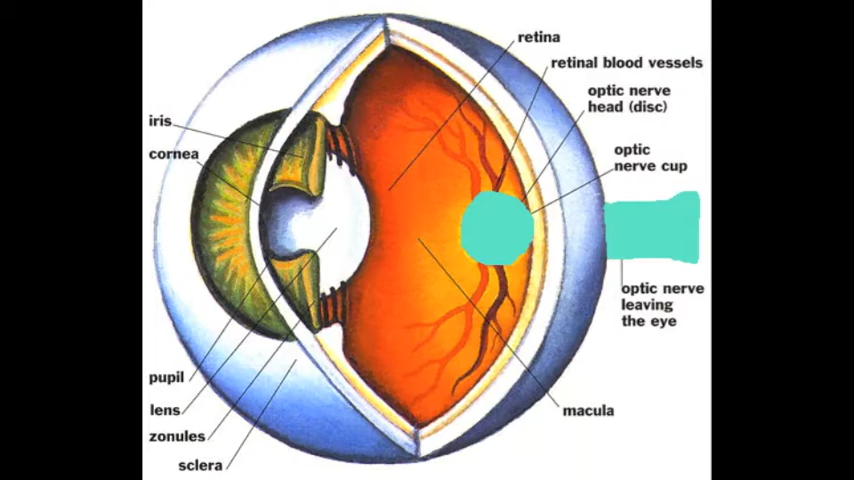 retina
retinal blood vessels
optic nerve
head (disc)
optic
nerve cup
iris
cornea
optic nerve
leaving
the eye
pupil
lens
zonules
sclera
macula